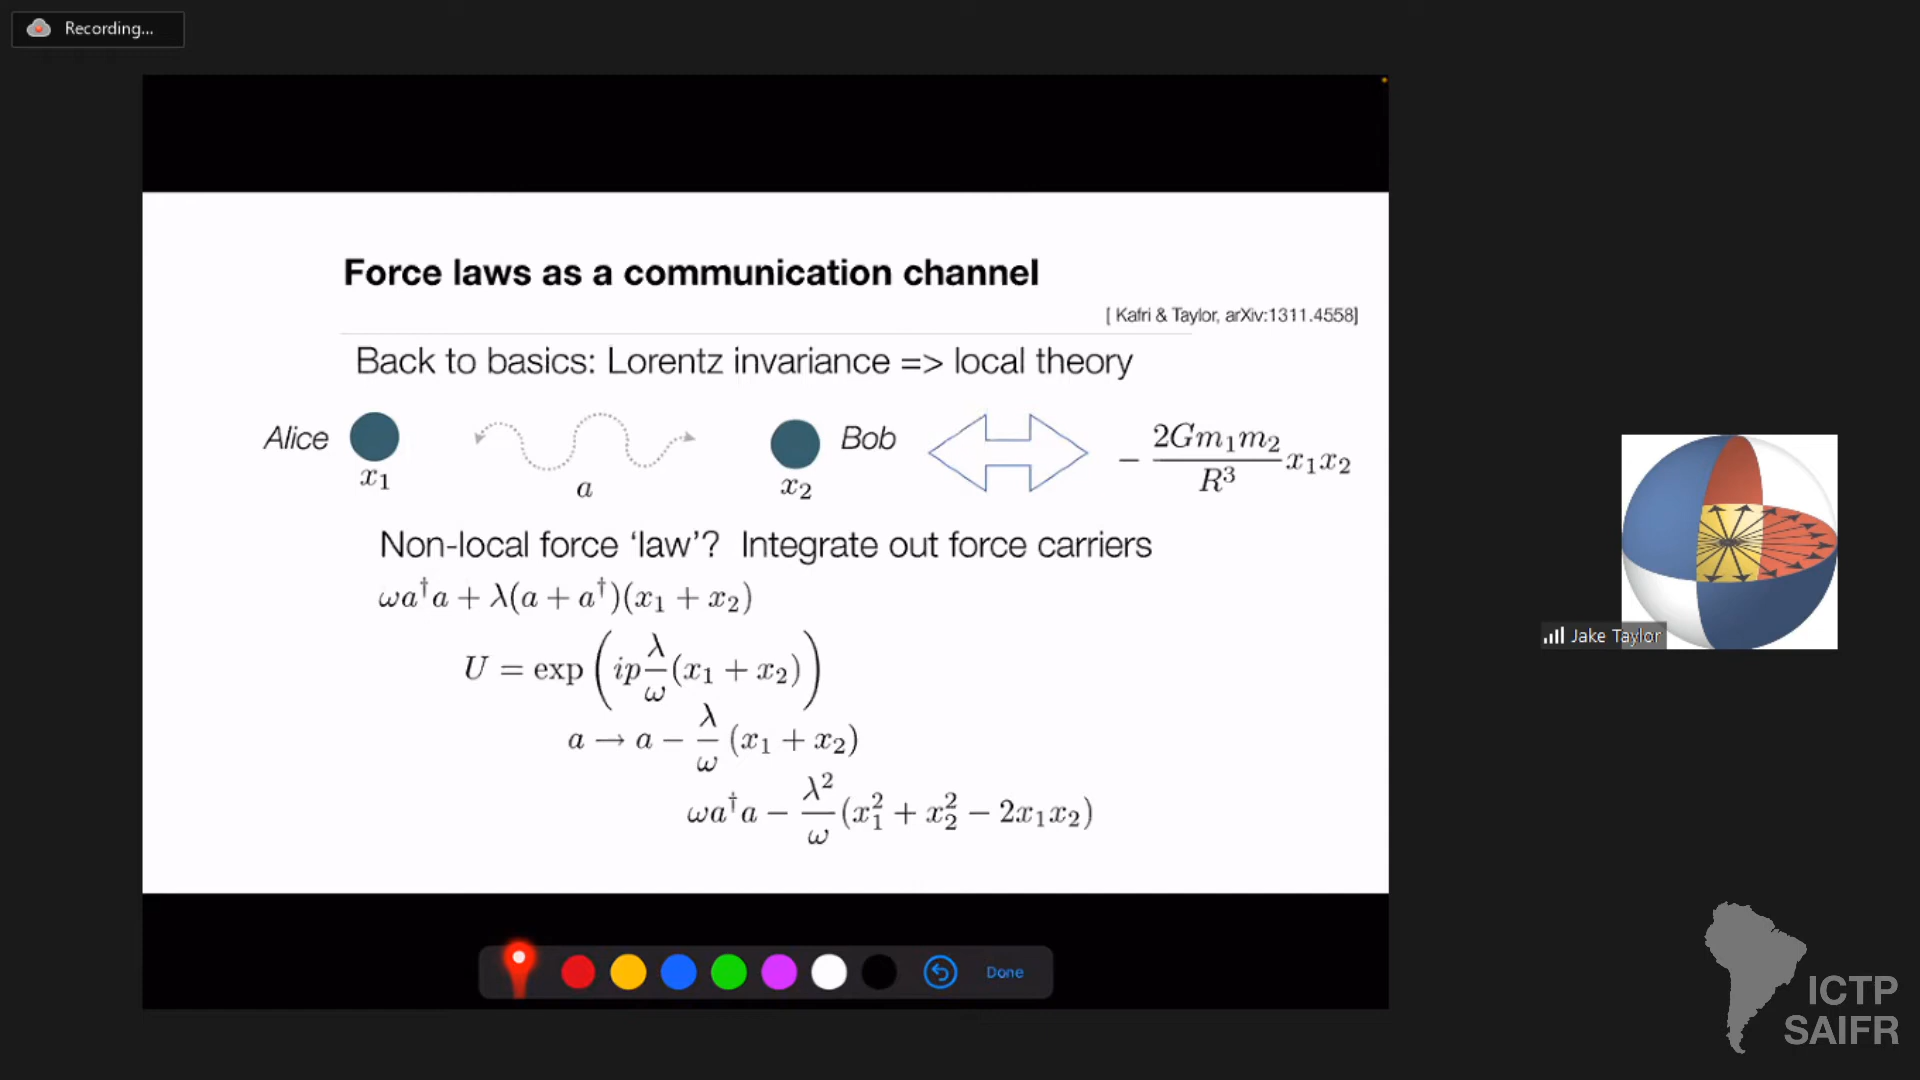 Recording...
Force laws as a communication channel
[ Kafri & Taylor, arXiv:1311.4558]
Back to basics: Lorentz invariance => local theory
Alice
x₁
a
x₂
Bob
− 2Gm₁m₂/R³ x₁x₂
Non-local force ‘law’? Integrate out force carriers
ωa†a + λ(a + a†)(x₁ + x₂)
U = exp(ip λ/ω (x₁ + x₂))
a → a − λ/ω (x₁ + x₂)
ωa†a − λ²/ω (x₁² + x₂² − 2x₁x₂)
Done
Jake Taylor
ICTP
SAIFR